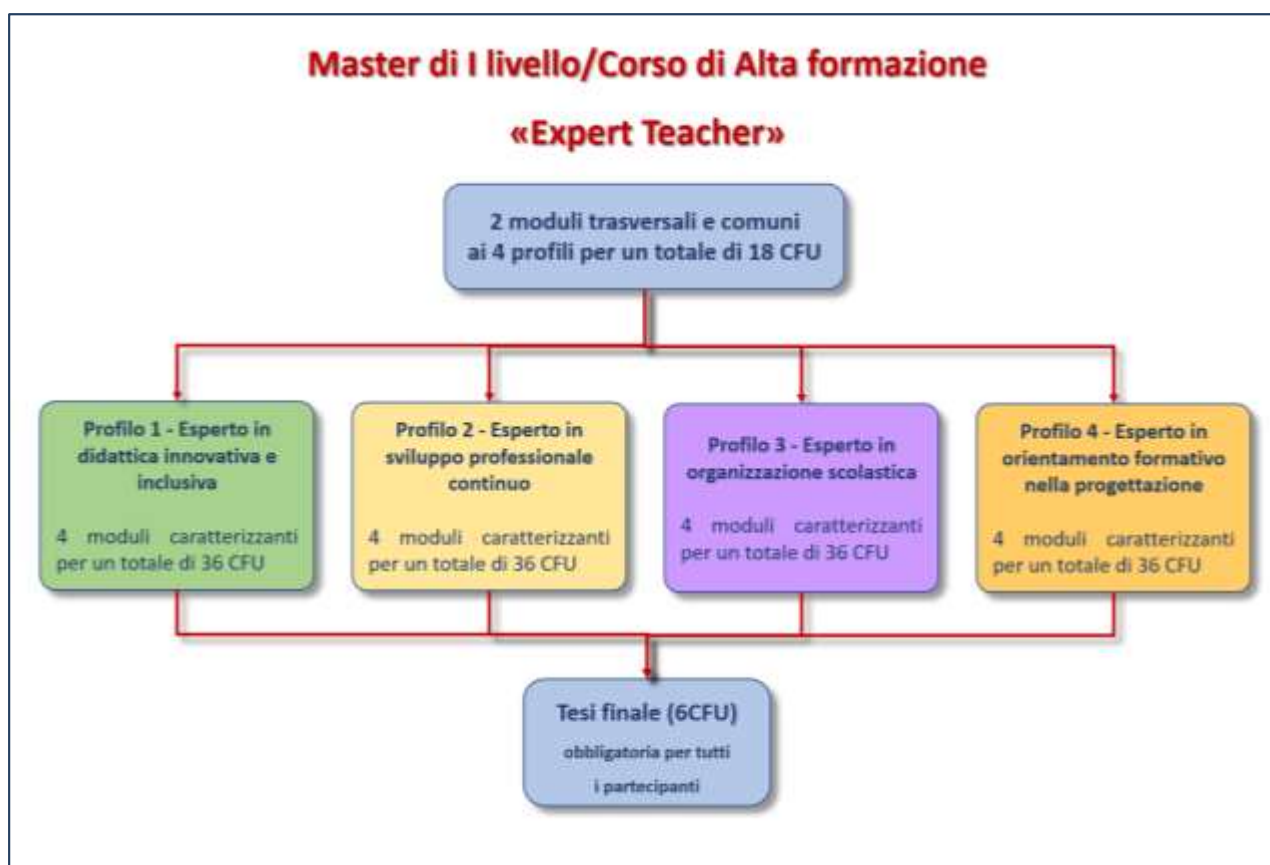 Master di I livello/Corso di Alta formazione
«Expert Teacher»
2 moduli trasversali e comuni
ai 4 profili per un totale di 18 CFU
Profilo 1 - Esperto in
didattica innovativa e
inclusiva
4 moduli caratterizzanti
per un totale di 36 CFU
Profilo 2 - Esperto in
sviluppo professionale
continuo
4 moduli caratterizzanti
per un totale di 36 CFU
Profilo 3 - Esperto in
organizzazione scolastica
4 moduli caratterizzanti
per un totale di 36 CFU
Profilo 4 - Esperto in
orientamento formativo
nella progettazione
4 moduli caratterizzanti
per un totale di 36 CFU
Tesi finale (6CFU)
obbligatoria per tutti
i partecipanti